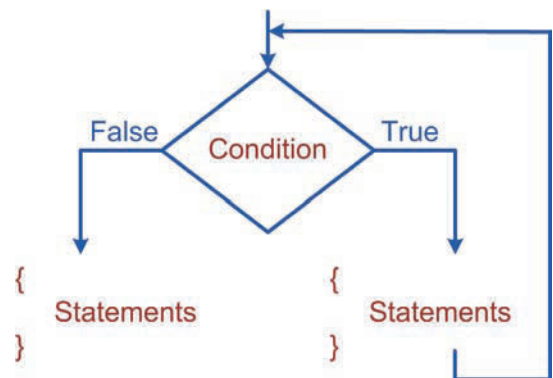 False
True
Condition
{
{
Statements
Statements
}
}